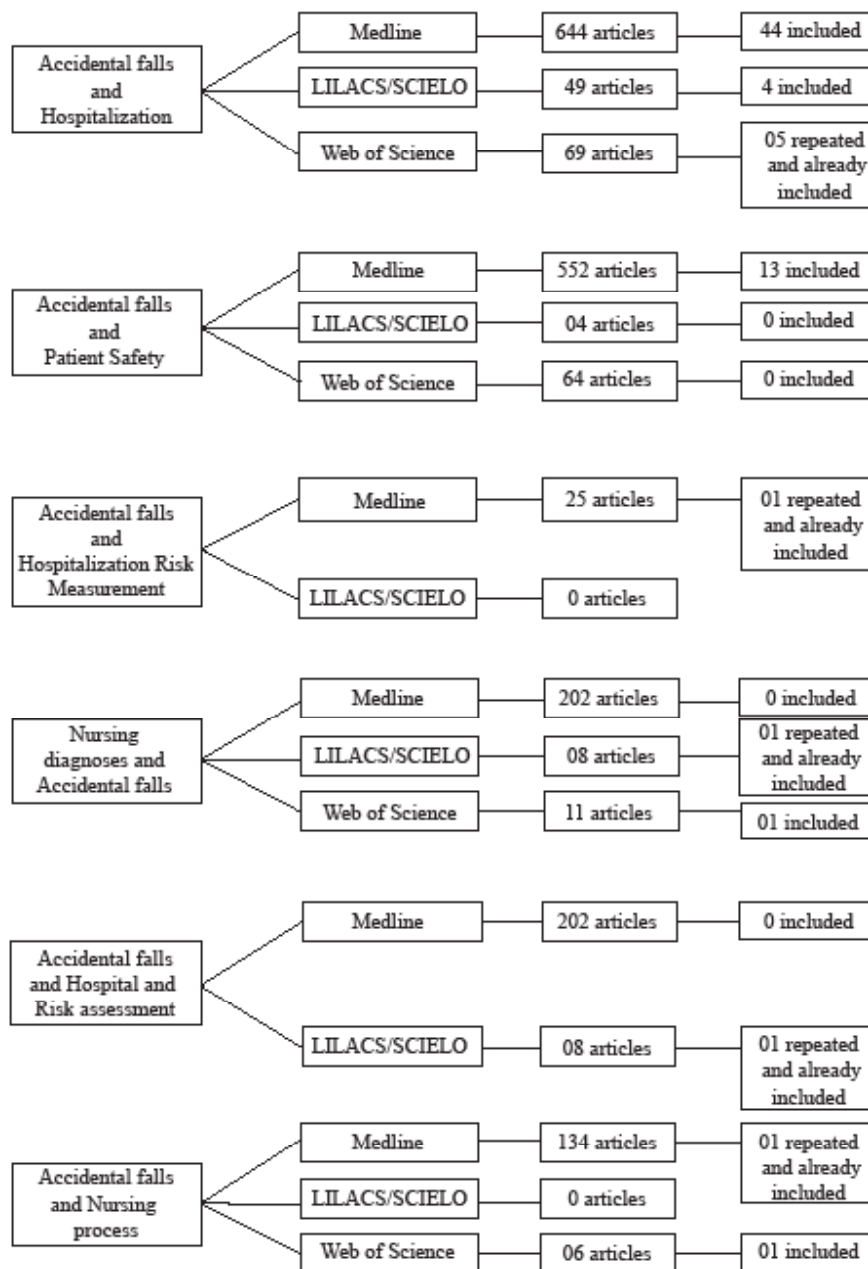 Accidental falls
and
Hospitalization
Medline
644 articles
44 included
LILACS/SCIELO
49 articles
4 included
Web of Science
69 articles
05 repeated
and already
included
Accidental falls
and
Patient Safety
Medline
552 articles
13 included
LILACS/SCIELO
04 articles
0 included
Web of Science
64 articles
0 included
Accidental falls
and
Hospitalization Risk
Measurement
Medline
25 articles
01 repeated
and already
included
LILACS/SCIELO
0 articles
Nursing
diagnoses and
Accidental falls
Medline
202 articles
0 included
LILACS/SCIELO
08 articles
01 repeated
and already
included
Web of Science
11 articles
01 included
Accidental falls
and Hospital and
Risk assessment
Medline
202 articles
0 included
LILACS/SCIELO
08 articles
01 repeated
and already
included
Accidental falls
and Nursing
process
Medline
134 articles
01 repeated
and already
included
LILACS/SCIELO
0 articles
Web of Science
06 articles
01 included